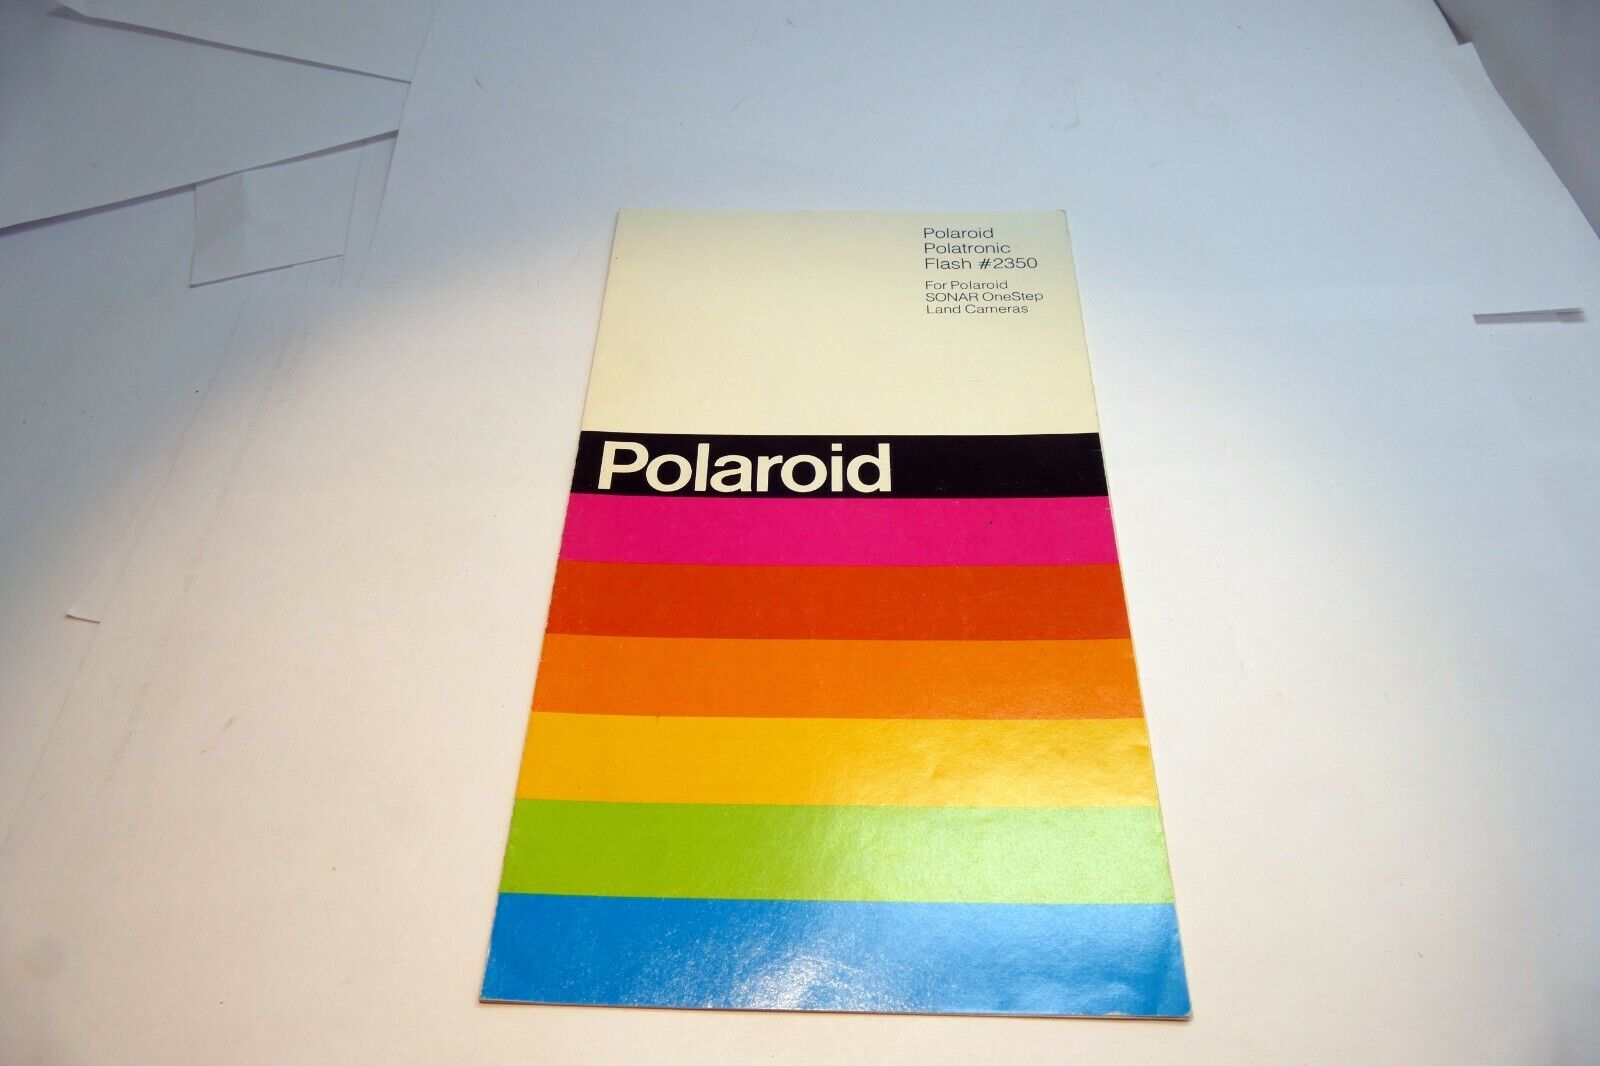 Polaroid
Polatronic
Flash #2350
For Polaroid
SONAR OneStep
Land Cameras
Polaroid